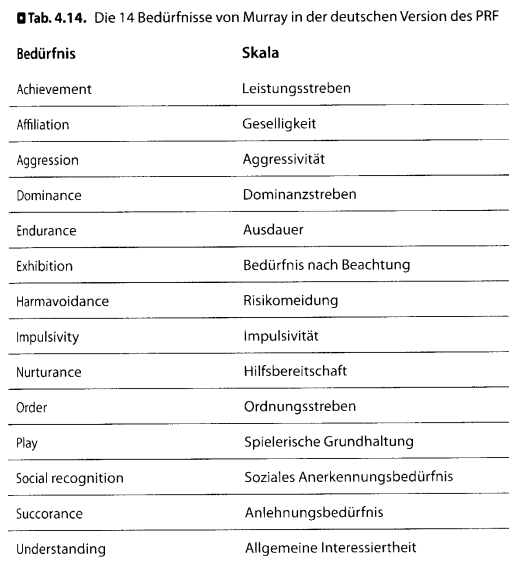 Tab. 4.14. Die 14 Bedürfnisse von Murray in der deutschen Version des PRF
Bedürfnis Skala
Achievement Leistungsstreben
Affiliation Geselligkeit
Aggression Aggressivität
Dominance Dominanzstreben
Endurance Ausdauer
Exhibition Bedürfnis nach Beachtung
Harmavoidance Risikomeidung
Impulsivity Impulsivität
Nurturance Hilfsbereitschaft
Order Ordnungsstreben
Play Spielerische Grundhaltung
Social recognition Soziales Anerkennungsbedürfnis
Succorance Anlehnungsbedürfnis
Understanding Allgemeine Interessiertheit